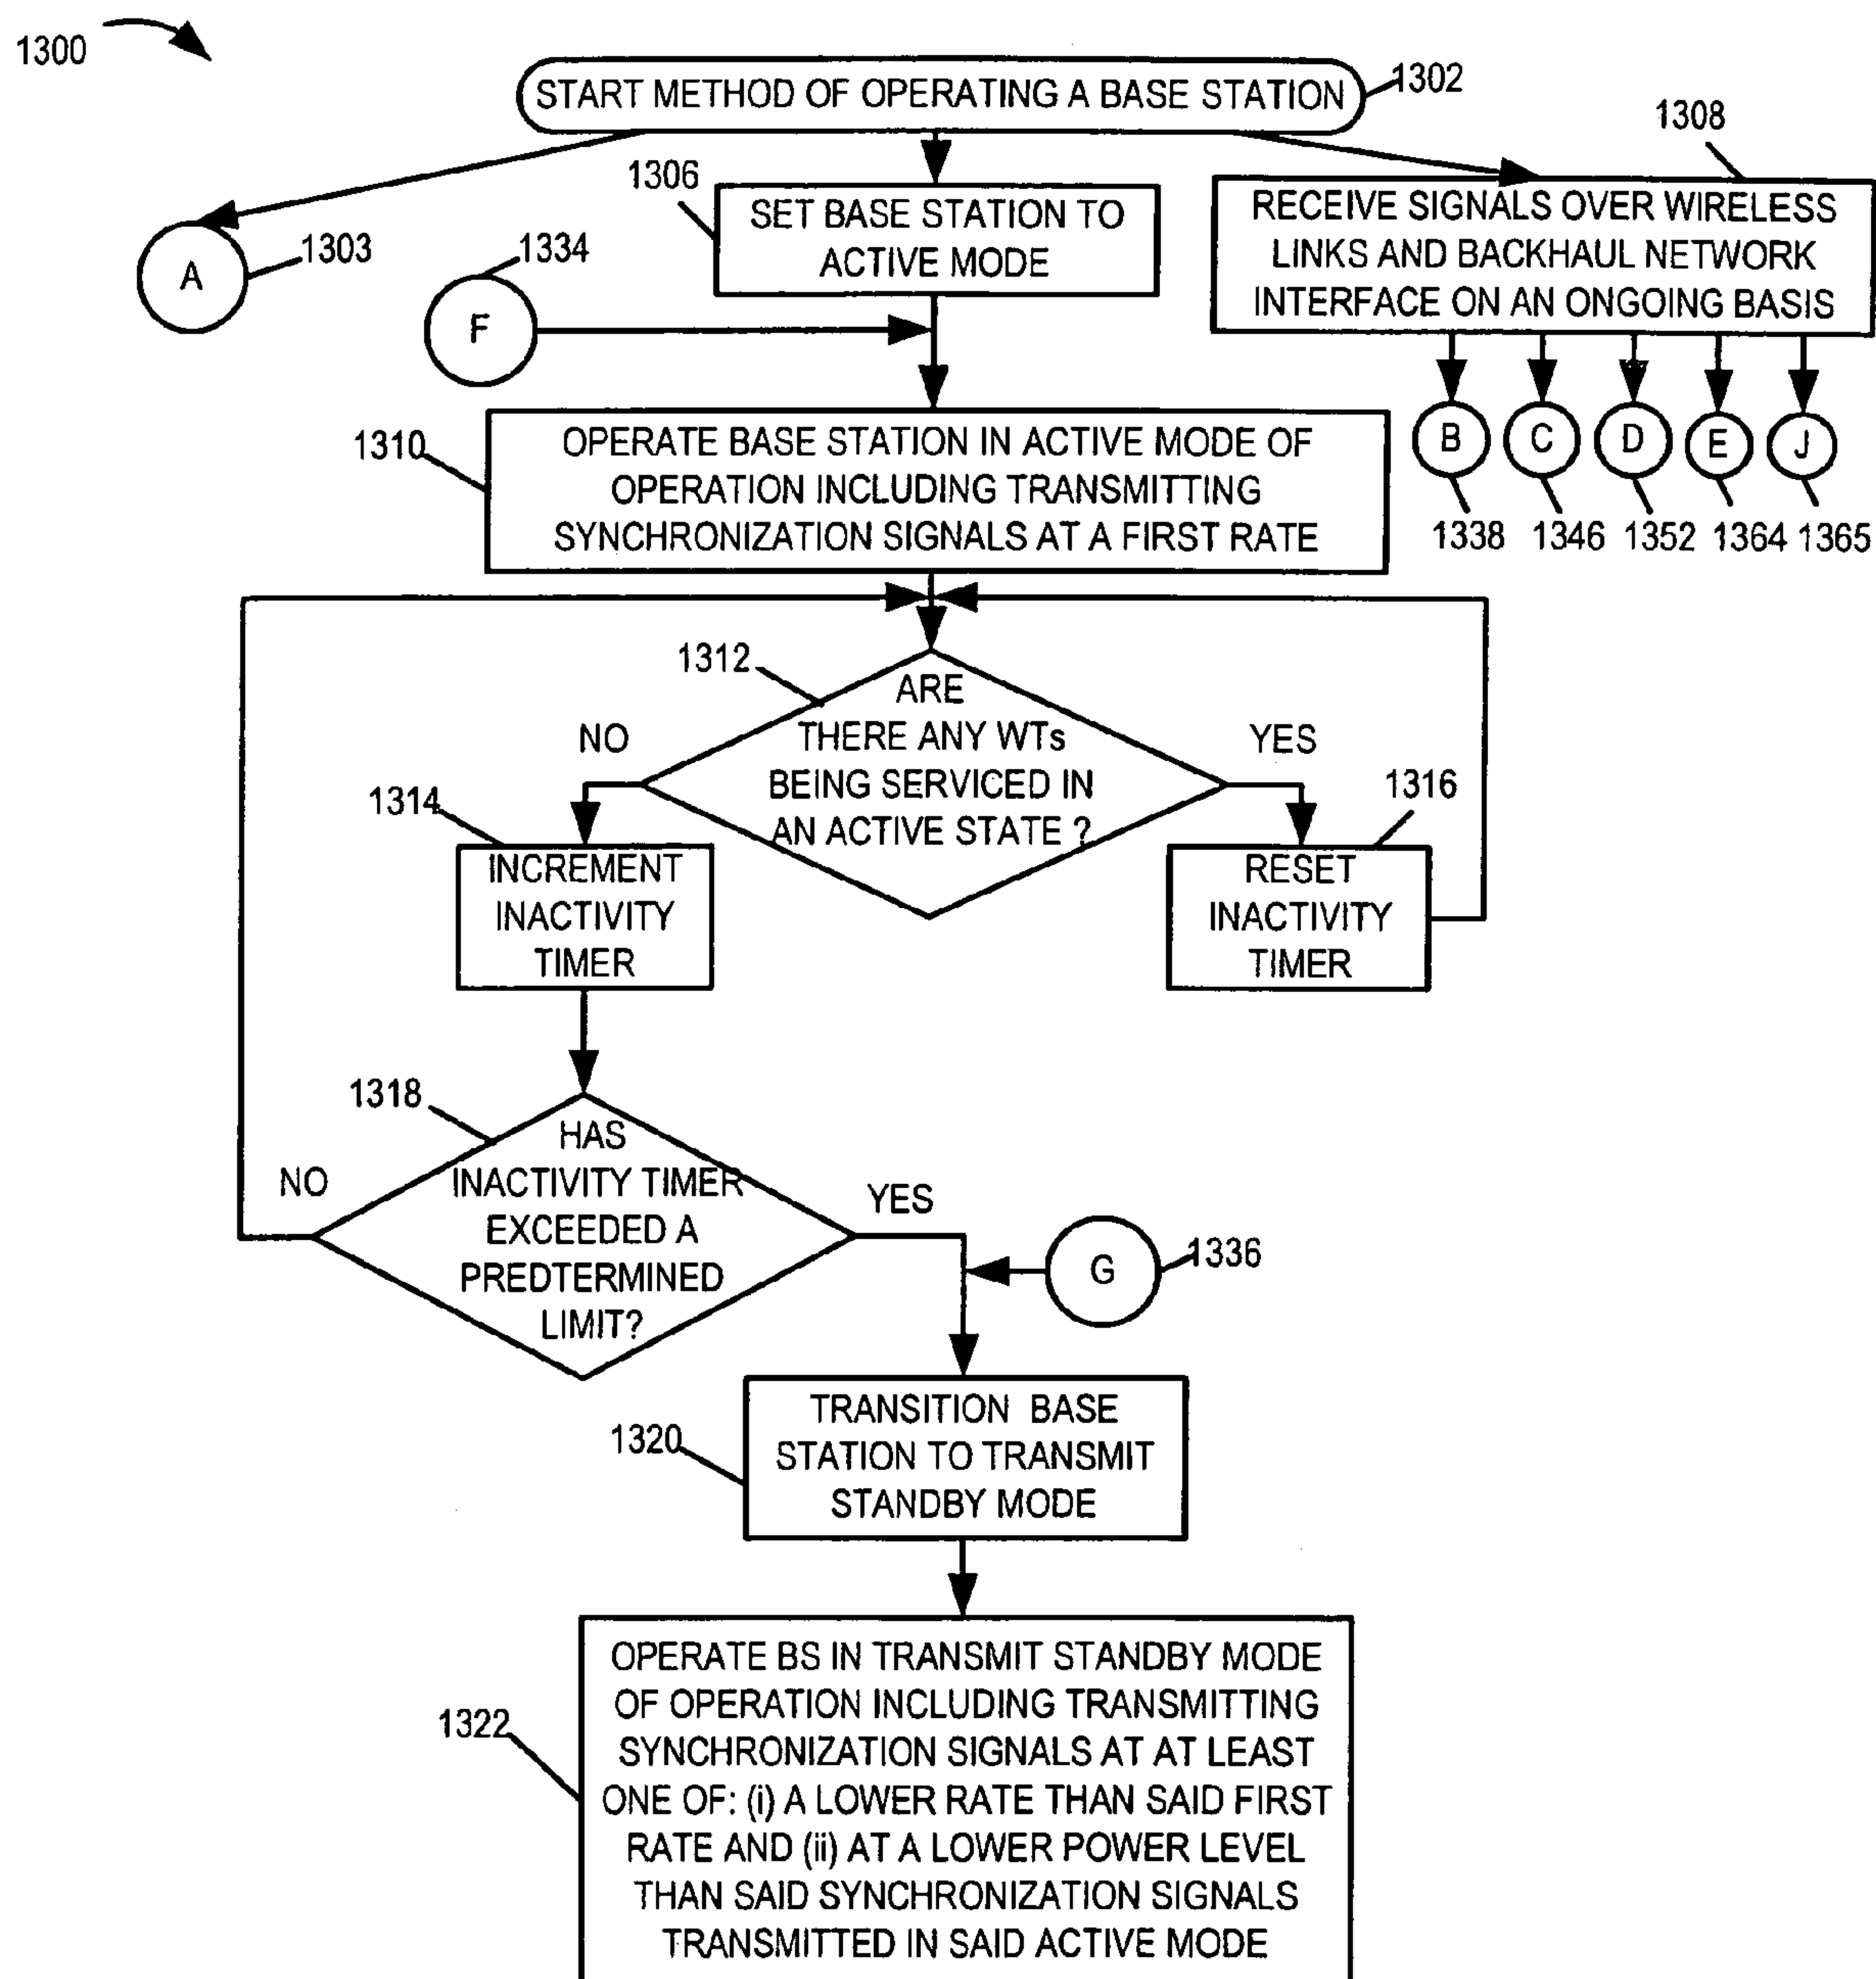 1300
START METHOD OF OPERATING A BASE STATION
1302
1308
1306
SET BASE STATION TO
ACTIVE MODE
RECEIVE SIGNALS OVER WIRELESS
LINKS AND BACKHAUL NETWORK
INTERFACE ON AN ONGOING BASIS
A
1303
1334
F
B
C
D
E
J
1338
1346
1352
1364
1365
1310
OPERATE BASE STATION IN ACTIVE MODE OF
OPERATION INCLUDING TRANSMITTING
SYNCHRONIZATION SIGNALS AT A FIRST RATE
1312
ARE
THERE ANY WTs
BEING SERVICED IN
AN ACTIVE STATE ?
NO
YES
1314
INCREMENT
INACTIVITY
TIMER
1316
RESET
INACTIVITY
TIMER
1318
HAS
INACTIVITY TIMER
EXCEEDED A
PREDTERMINED
LIMIT?
NO
YES
G
1336
1320
TRANSITION BASE
STATION TO TRANSMIT
STANDBY MODE
1322
OPERATE BS IN TRANSMIT STANDBY MODE
OF OPERATION INCLUDING TRANSMITTING
SYNCHRONIZATION SIGNALS AT AT LEAST
ONE OF: (i) A LOWER RATE THAN SAID FIRST
RATE AND (ii) AT A LOWER POWER LEVEL
THAN SAID SYNCHRONIZATION SIGNALS
TRANSMITTED IN SAID ACTIVE MODE